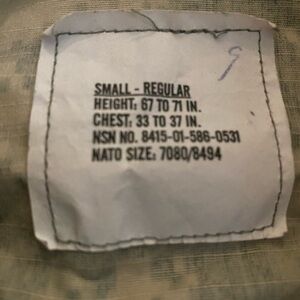 SMALL - REGULAR
HEIGHT: 67 TO 71 IN.
CHEST: 33 TO 37 IN.
NSN NO. 8415-01-586-0531
NATO SIZE: 7080/8494